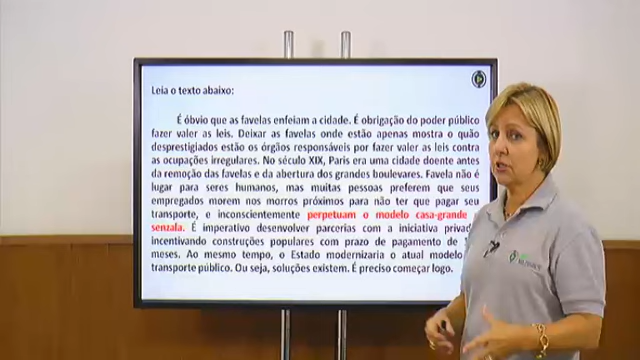 Leia o texto abaixo:
É óbvio que as favelas enfeiam a cidade. É obrigação do poder público
fazer valer as leis. Deixar as favelas onde estão apenas mostra o quão
desprestigiados estão os órgãos responsáveis por fazer valer as leis contra
as ocupações irregulares. No século XIX, Paris era uma cidade doente antes
da remoção das favelas e da abertura dos grandes boulevares. Favela não é
lugar para seres humanos, mas muitas pessoas preferem que seus
empregados morem nos morros próximos para não ter que pagar seu
transporte, e inconscientemente perpetuam o modelo casa-grande
senzala. É imperativo desenvolver parcerias com a iniciativa
incentivando construções populares com prazo de pagamento de
meses. Ao mesmo tempo, o Estado modernizaria o atual modelo
transporte público. Ou seja, soluções existem. É preciso começar logo.